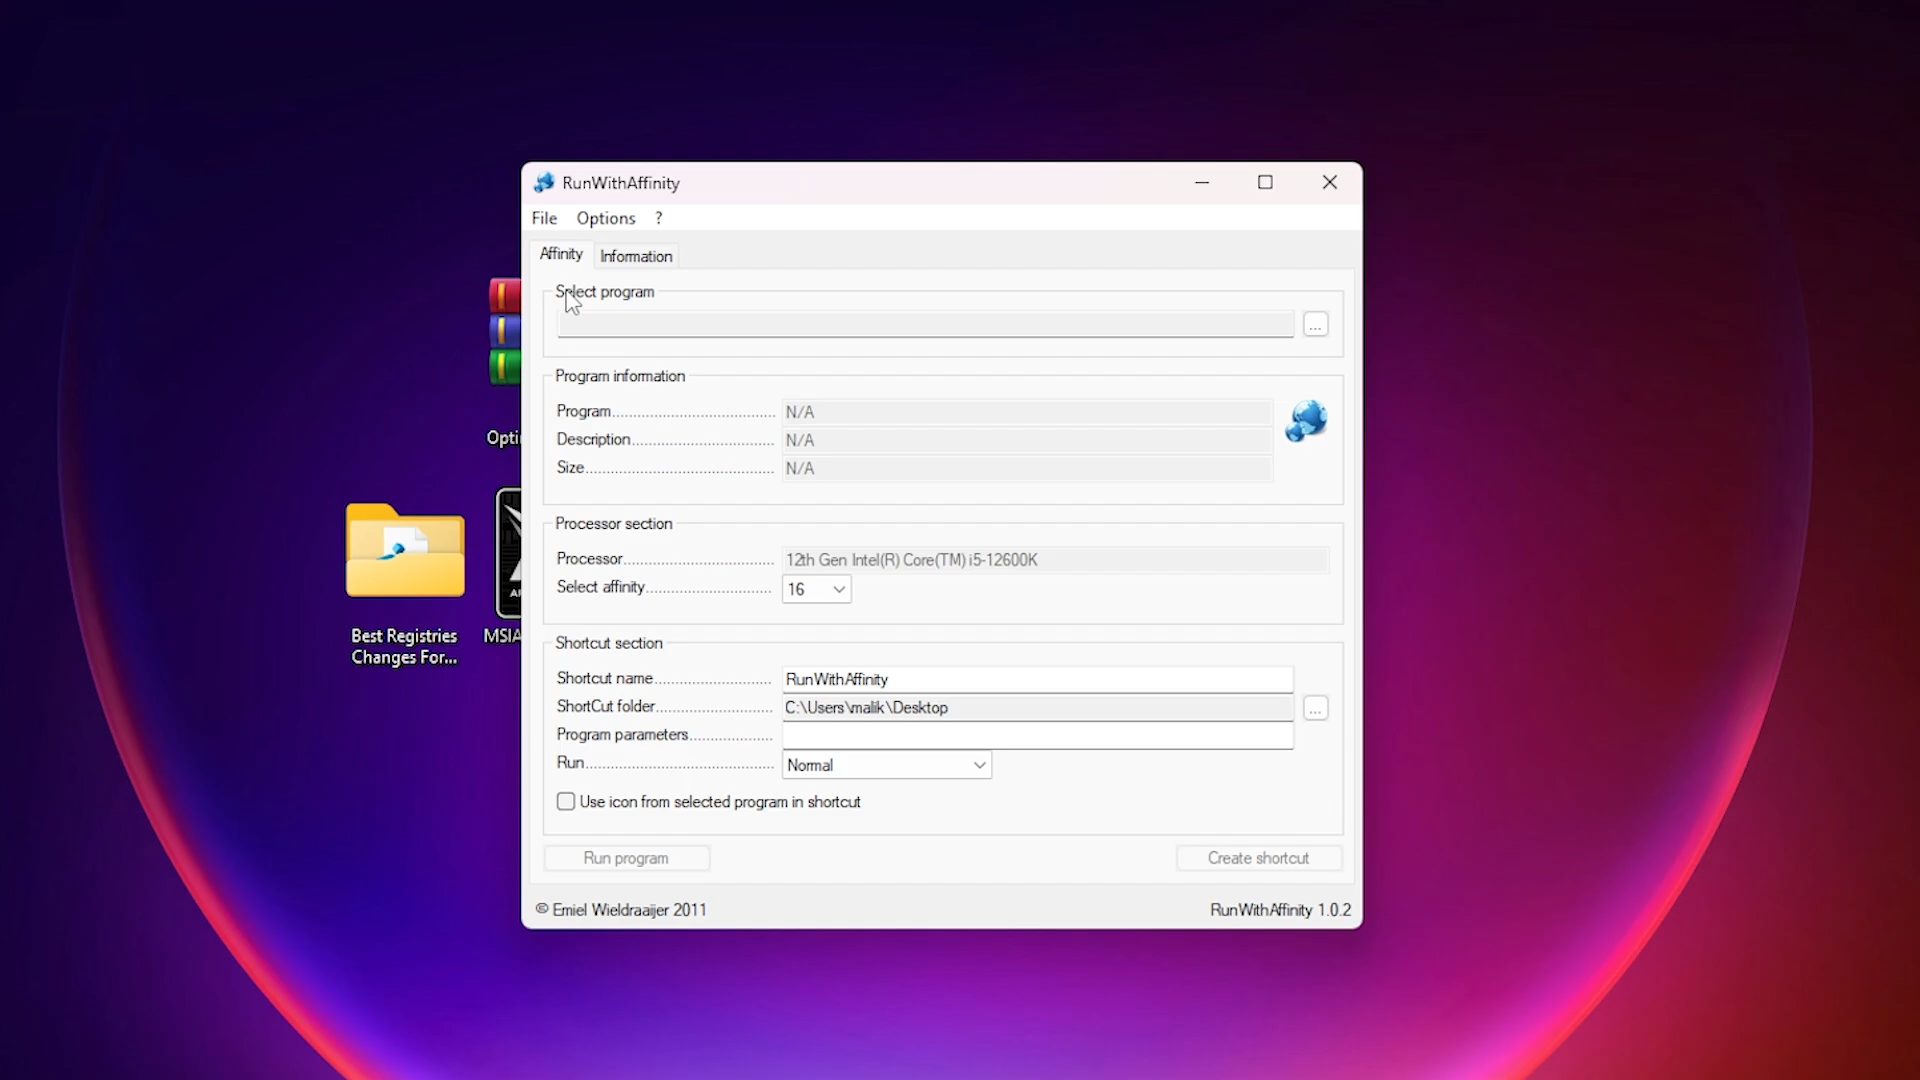 RunWithAffinity
File Options ?
Affinity Information
Select program
...
Program information
Program............................................ N/A
Description...................................... N/A
Size.................................................. N/A
Processor section
Processor......................................... 12th Gen Intel(R) Core(TM) i5-12600K
Select affinity.................................. 16
Shortcut section
Shortcut name................................ RunWithAffinity
ShortCut folder................................ C:\Users\malik\Desktop ...
Program parameters.......................
Run.................................................. Normal
Use icon from selected program in shortcut
Run program Create shortcut
© Emiel Wieldraaijer 2011 RunWithAffinity 1.0.2
Opti
MSIA
Best Registries
Changes For...